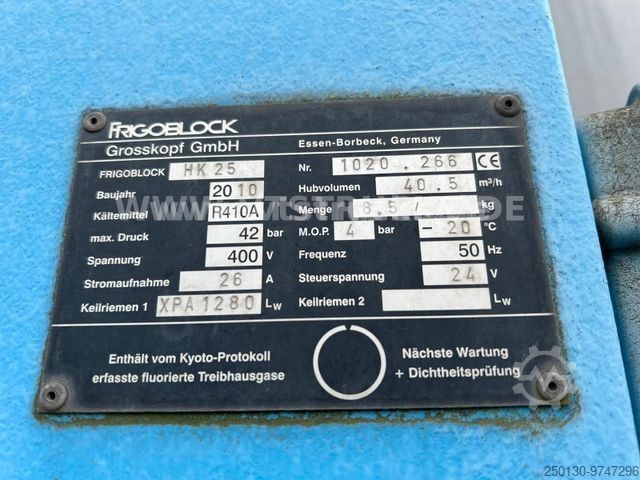 FRIGOBLOCK
Grosskopf GmbH Essen-Borbeck, Germany
FRIGOBLOCK HK 25 Nr. 1020.266 CE
Baujahr 2010 Hubvolumen 40.5 m³/h
Kältemittel R410A Menge 8.5 / kg
max. Druck 42 bar M.O.P. 4 bar -20 °C
Spannung 400 V Frequenz 50 Hz
Stromaufnahme 26 A Steuerspannung 24 V
Keilriemen 1 XPA1280 Lw Keilriemen 2 Lw
Enthält vom Kyoto-Protokoll
erfasste fluorierte Treibhausgase
Nächste Wartung
+ Dichtheitsprüfung
250130-9747296